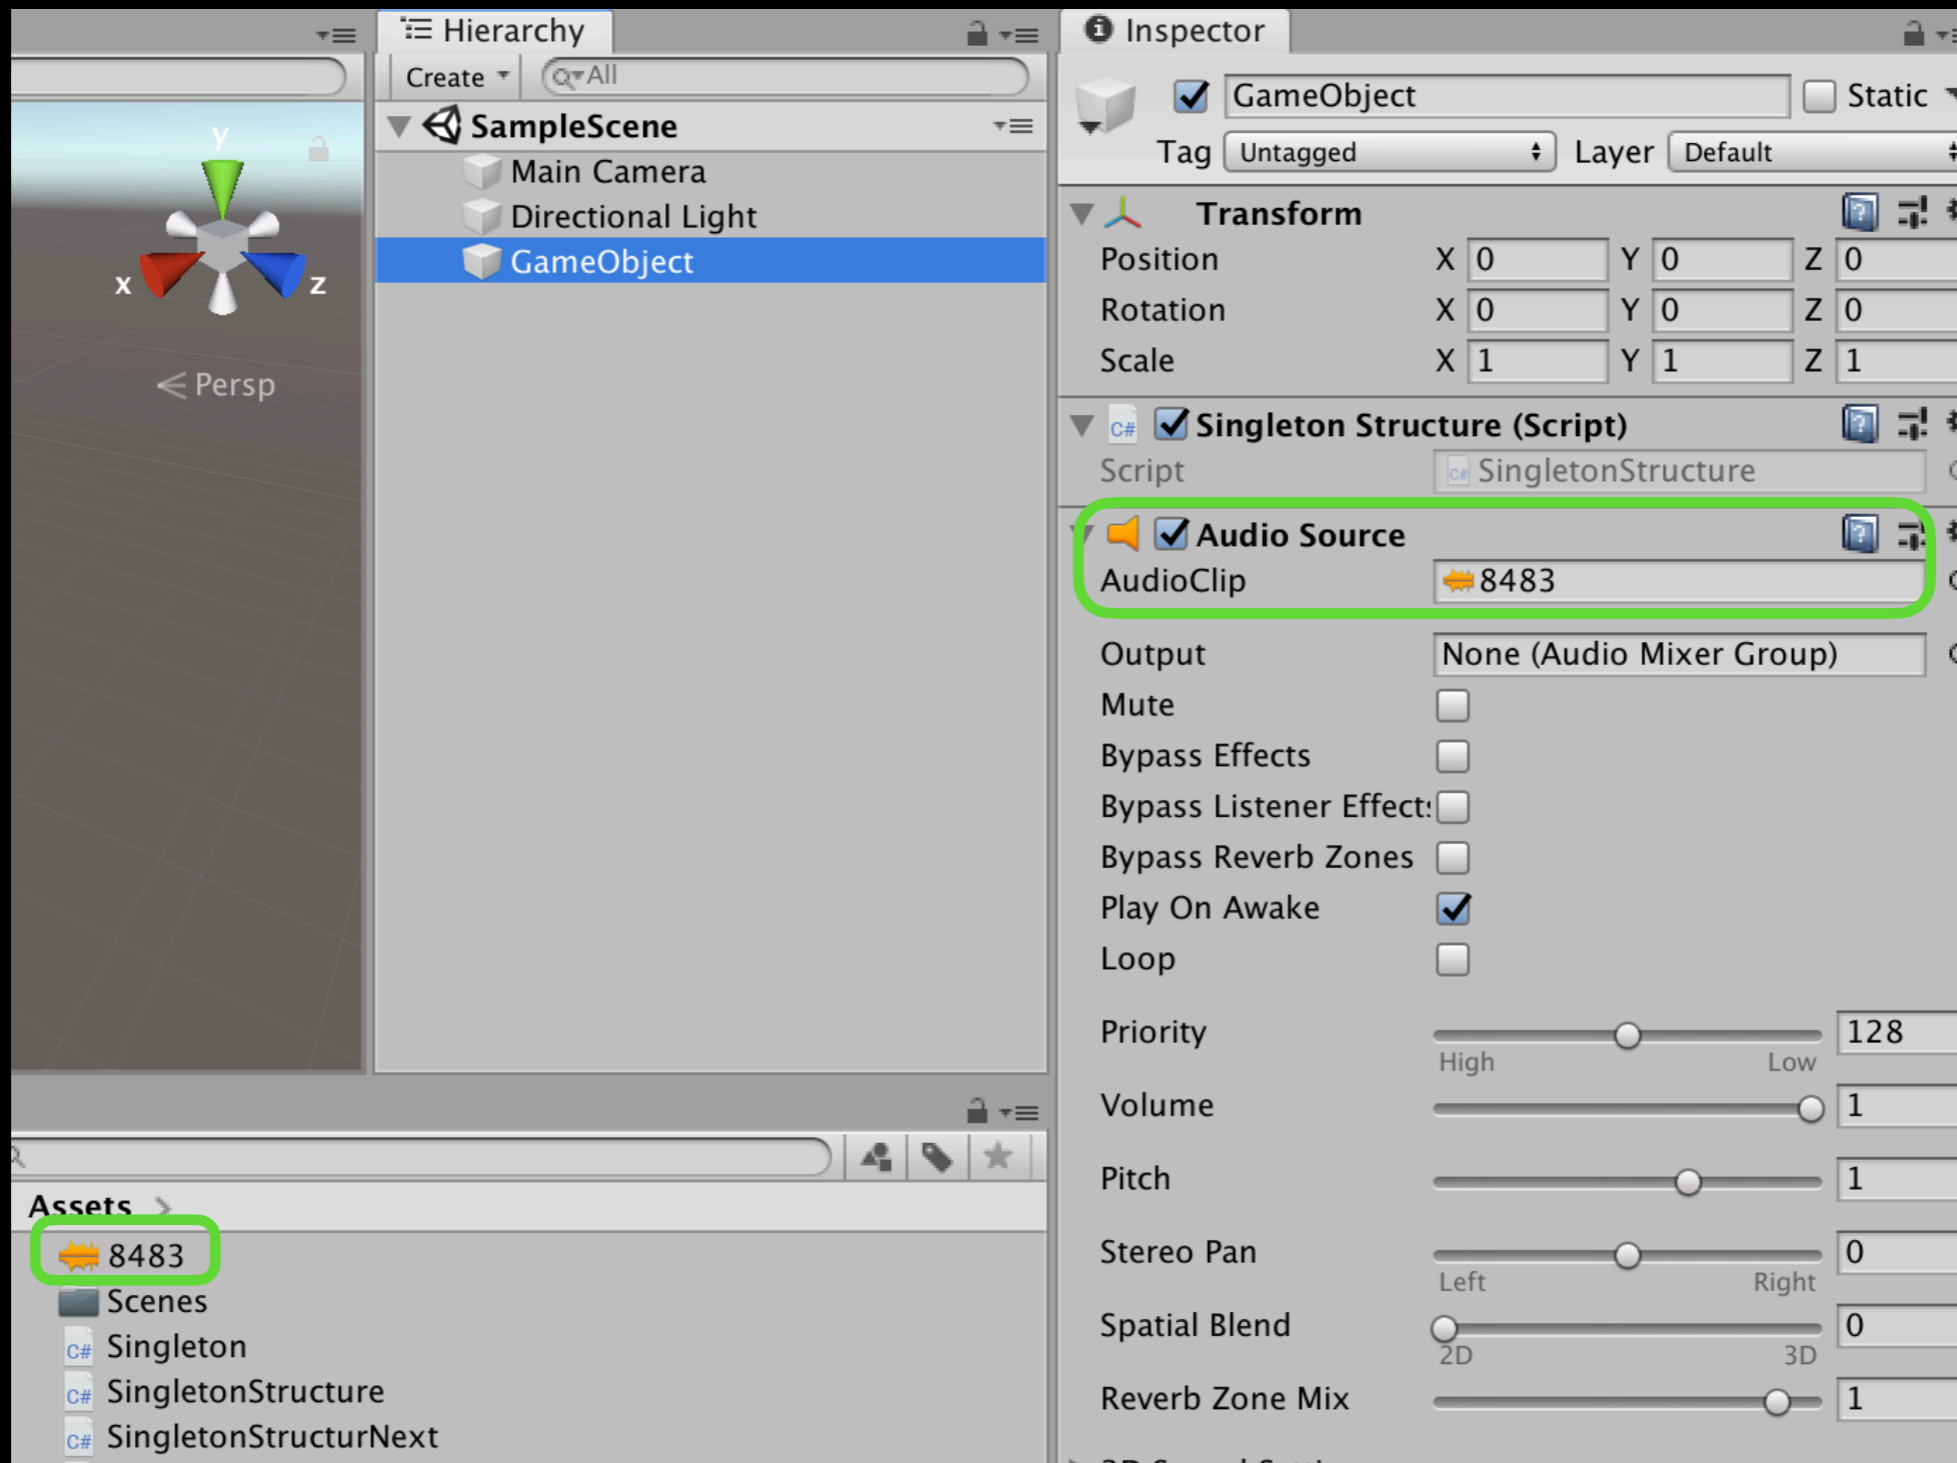 Hierarchy
Create
All
SampleScene
Main Camera
Directional Light
GameObject
y
x
z
Persp
Inspector
GameObject
Static
Tag Untagged Layer Default
Transform
Position X 0 Y 0 Z 0
Rotation X 0 Y 0 Z 0
Scale X 1 Y 1 Z 1
C# Singleton Structure (Script)
Script C# SingletonStructure
Audio Source
AudioClip 8483
Output None (Audio Mixer Group)
Mute
Bypass Effects
Bypass Listener Effect
Bypass Reverb Zones
Play On Awake
Loop
Priority 128
High Low
Volume 1
Pitch 1
Stereo Pan 0
Left Right
Spatial Blend 0
2D 3D
Reverb Zone Mix 1
Assets
8483
Scenes
C# Singleton
C# SingletonStructure
C# SingletonStructurNext